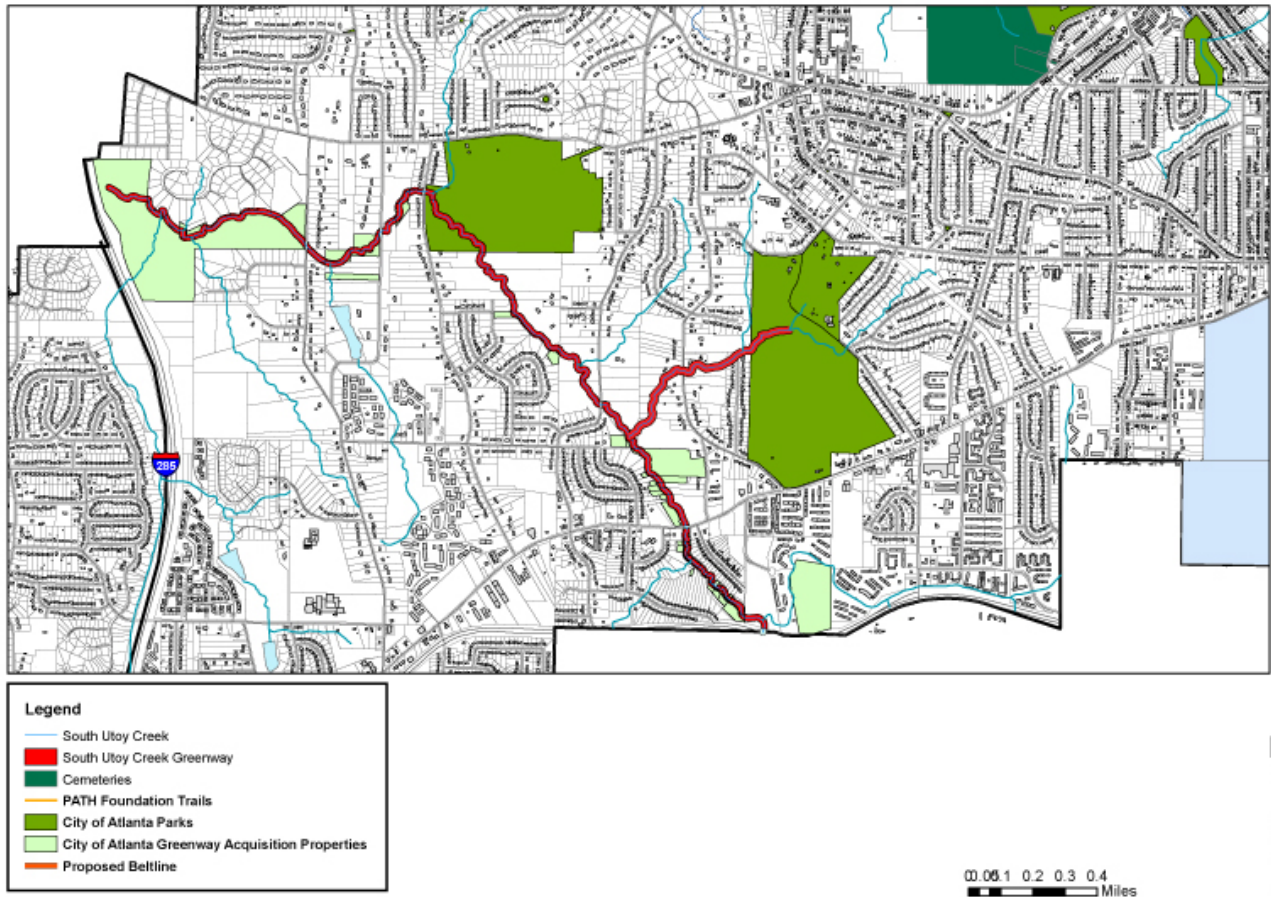 285
Legend
South Utoy Creek
South Utoy Creek Greenway
Cemeteries
PATH Foundation Trails
City of Atlanta Parks
City of Atlanta Greenway Acquisition Properties
Proposed Beltline
0.2 0.3 0.4
Miles